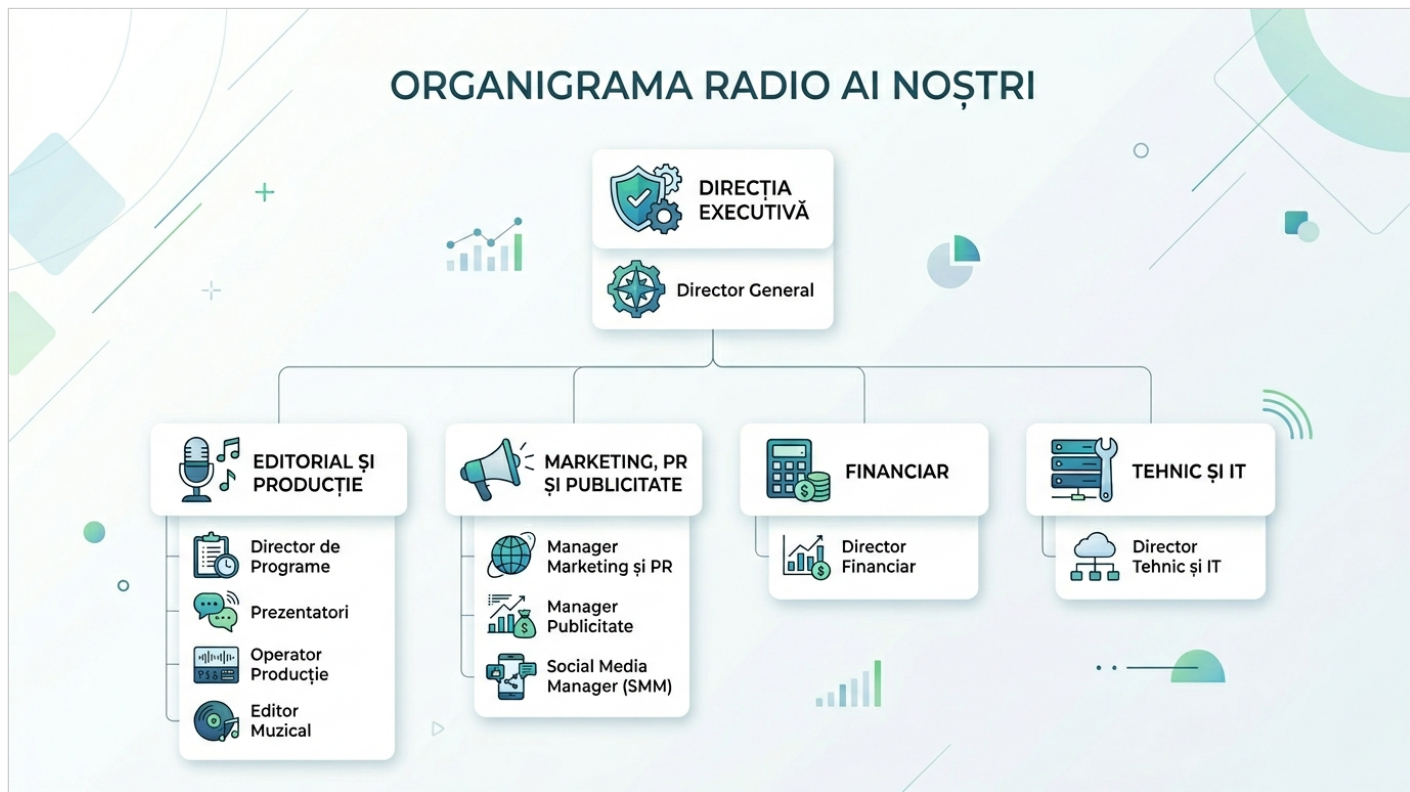 ORGANIGRAMA RADIO AI NOȘTRI
DIRECȚIA
EXECUTIVĂ
Director General
EDITORIAL ȘI
PRODUCȚIE
Director de
Programe
Prezentatori
Operator
Producție
Editor
Muzical
MARKETING, PR
ȘI PUBLICITATE
Manager
Marketing și PR
Manager
Publicitate
Social Media
Manager (SMM)
FINANCIAR
Director
Financiar
TEHNIC ȘI IT
Director
Tehnic și IT